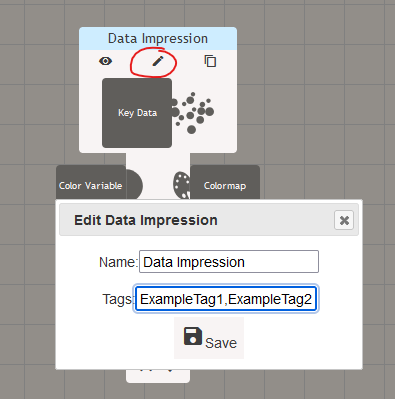 Data Impression
Key Data
Color Variable
Colormap
Edit Data Impression
Name: Data Impression
Tags: ExampleTag1,ExampleTag2
Save